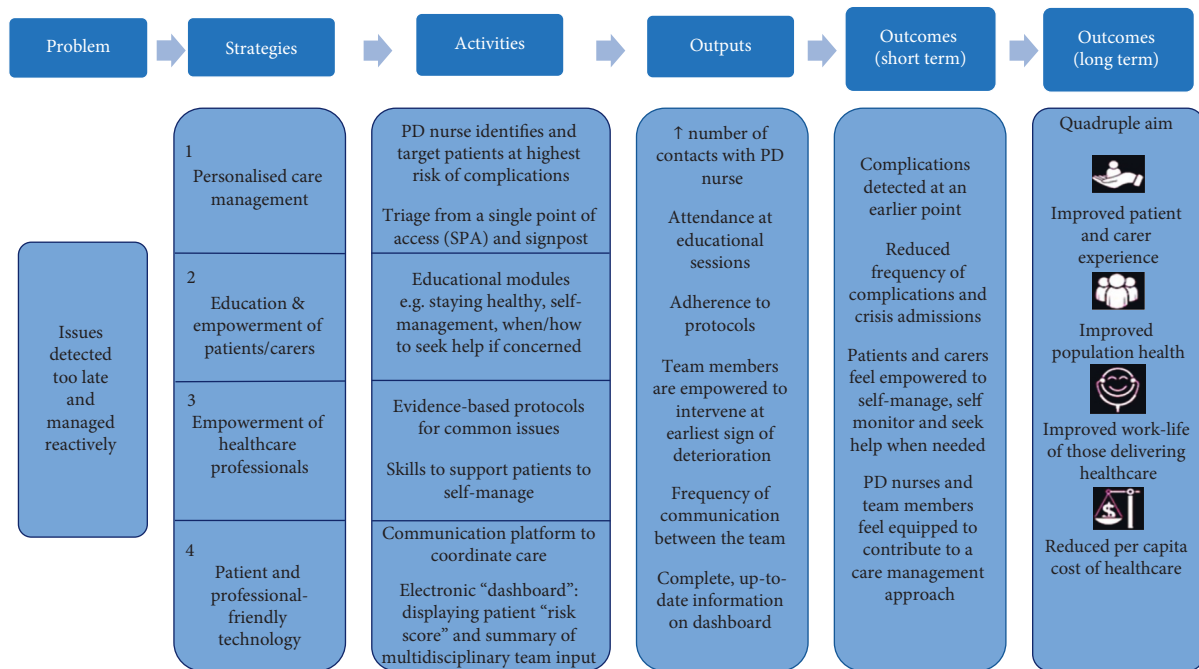 Problem
Strategies
Activities
Outputs
Outcomes
(short term)
Outcomes
(long term)
Issues
detected
too late
and
managed
reactively
1
Personalised care
management
2
Education &
empowerment of
patients/carers
3
Empowerment of
healthcare
professionals
4
Patient and
professional-
friendly
technology
PD nurse identifies and
target patients at highest
risk of complications
Triage from a single point of
access (SPA) and signpost
Educational modules
e.g. staying healthy, self-
management, when/how
to seek help if concerned
Evidence-based protocols
for common issues
Skills to support patients to
self-manage
Communication platform to
coordinate care
Electronic “dashboard”:
displaying patient “risk
score” and summary of
multidisciplinary team input
↑ number of
contacts with PD
nurse
Attendance at
educational
sessions
Adherence to
protocols
Team members
are empowered to
intervene at
earliest sign of
deterioration
Frequency of
communication
between the team
Complete, up-to-
date information
on dashboard
Complications
detected at an
earlier point
Reduced
frequency of
complications and
crisis admissions
Patients and carers
feel empowered to
self-manage, self
monitor and seek
help when needed
PD nurses and
team members
feel equipped to
contribute to a
care management
approach
Quadruple aim
Improved patient
and carer
experience
Improved
population health
Improved work-life
of those delivering
healthcare
$
Reduced per capita
cost of healthcare